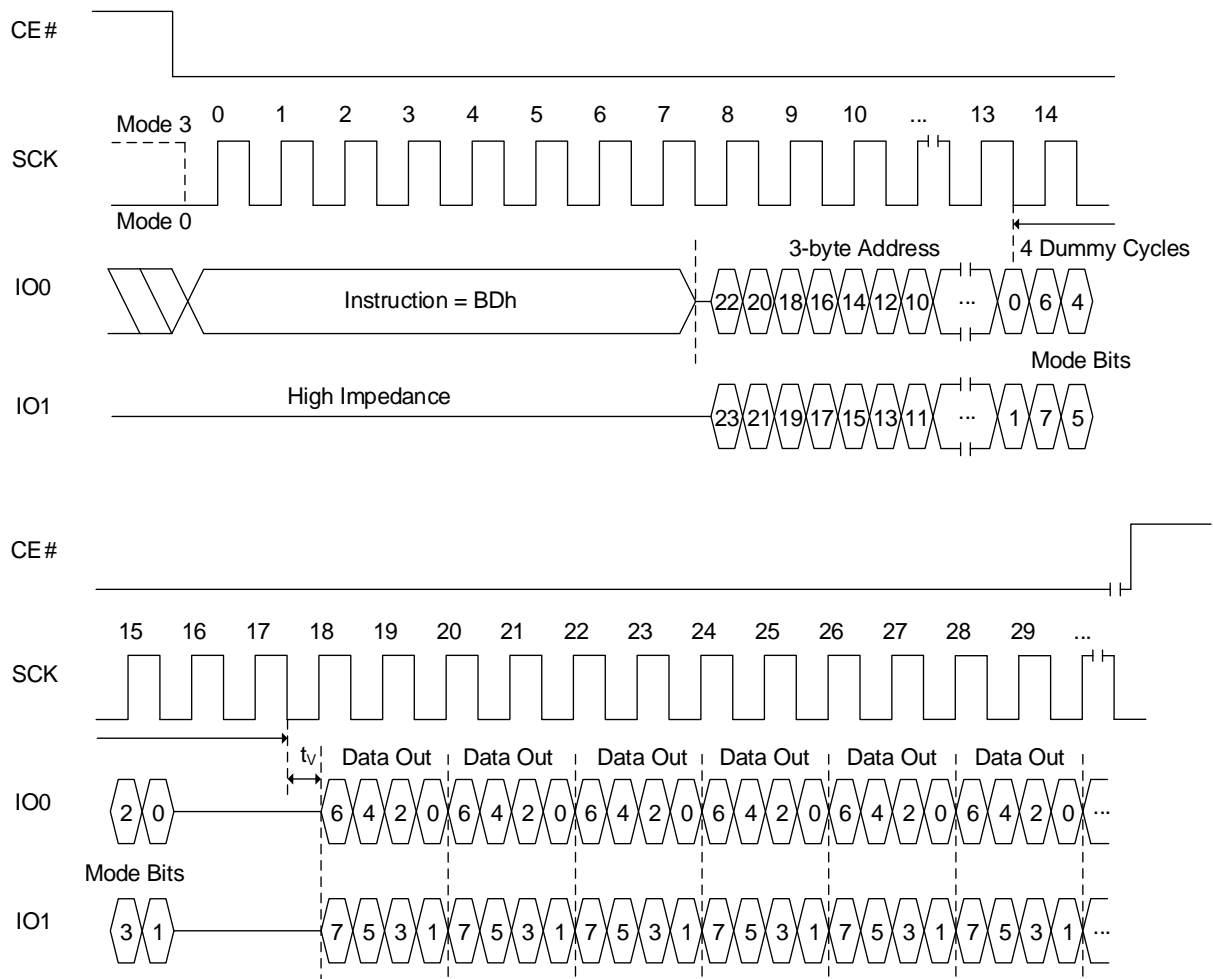 CE#
0 1 2 3 4 5 6 7 8 9 10 ... 13 14
Mode 3
SCK
Mode 0
3-byte Address 4 Dummy Cycles
IO0 Instruction = BDh 22 20 18 16 14 12 10 ... 0 6 4
Mode Bits
IO1 High Impedance 23 21 19 17 15 13 11 ... 1 7 5
CE#
15 16 17 18 19 20 21 22 23 24 25 26 27 28 29 ...
SCK
tV Data Out Data Out Data Out Data Out Data Out Data Out
IO0 2 0 6 4 2 0 6 4 2 0 6 4 2 0 6 4 2 0 6 4 2 0 6 4 2 0 ...
Mode Bits
IO1 3 1 7 5 3 1 7 5 3 1 7 5 3 1 7 5 3 1 7 5 3 1 7 5 3 1 ...